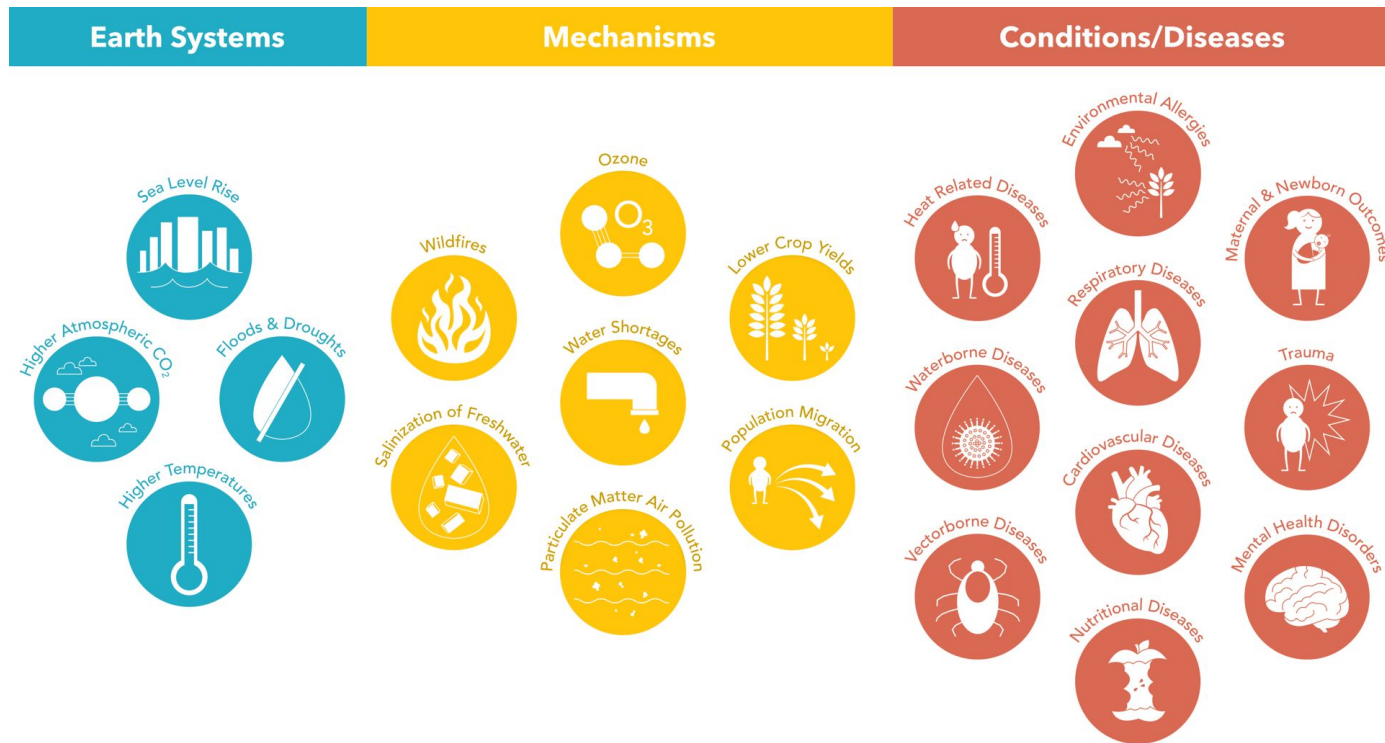 Earth Systems
Mechanisms
Conditions/Diseases
Sea Level Rise
Higher Atmospheric CO₂
Floods & Droughts
Higher Temperatures
Ozone
O₃
Wildfires
Lower Crop Yields
Water Shortages
Salinization of Freshwater
Population Migration
Particulate Matter Air Pollution
Environmental Allergies
Heat Related Diseases
Maternal & Newborn Outcomes
Respiratory Diseases
Waterborne Diseases
Trauma
Cardiovascular Diseases
Vectorborne Diseases
Mental Health Disorders
Nutritional Diseases